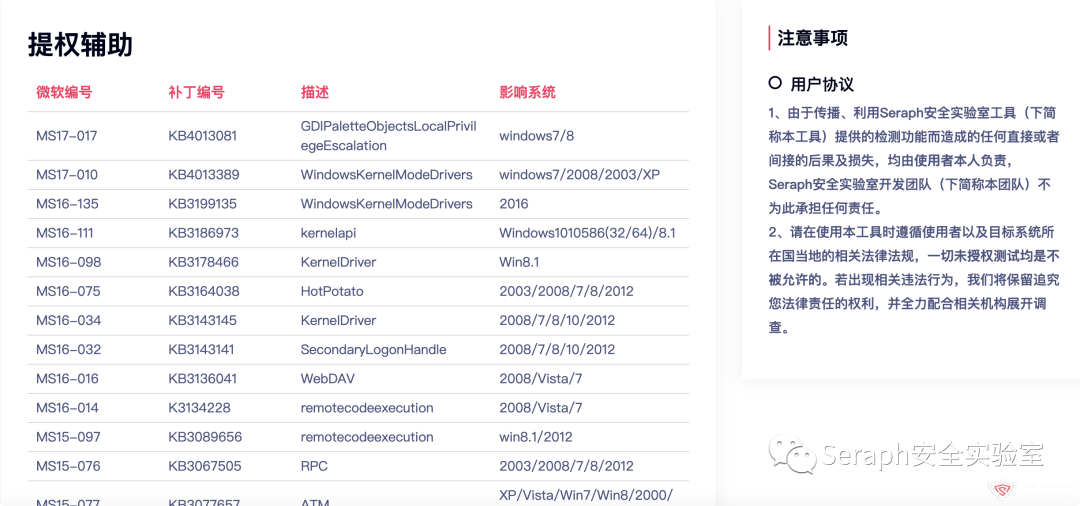 提权辅助
微软编号 补丁编号 描述 影响系统
MS17-017 KB4013081 GDIPaletteObjectsLocalPrivil
egeEscalation windows7/8
MS17-010 KB4013389 WindowsKernelModeDrivers windows7/2008/2003/XP
MS16-135 KB3199135 WindowsKernelModeDrivers 2016
MS16-111 KB3186973 kernelapi Windows1010586(32/64)/8.1
MS16-098 KB3178466 KernelDriver Win8.1
MS16-075 KB3164038 HotPotato 2003/2008/7/8/2012
MS16-034 KB3143145 KernelDriver 2008/7/8/10/2012
MS16-032 KB3143141 SecondaryLogonHandle 2008/7/8/10/2012
MS16-016 KB3136041 WebDAV 2008/Vista/7
MS16-014 K3134228 remotecodeexecution 2008/Vista/7
MS15-097 KB3089656 remotecodeexecution win8.1/2012
MS15-076 KB3067505 RPC 2003/2008/7/8/2012
MS15-077 KB3077657 ATM XP/Vista/Win7/Win8/2000/
注意事项
用户协议
1、由于传播、利用Seraph安全实验室工具（下简
称本工具）提供的检测功能而造成的任何直接或者
间接的后果及损失，均由使用者本人负责，
Seraph安全实验室开发团队（下简称本团队）不
为此承担任何责任。
2、请在使用本工具时遵循使用者以及目标系统所
在国当地的相关法律法规，一切未授权测试均是不
被允许的。若出现相关违法行为，我们将保留追究
您法律责任的权利，并全力配合相关机构展开调
查。
Seraph安全实验室